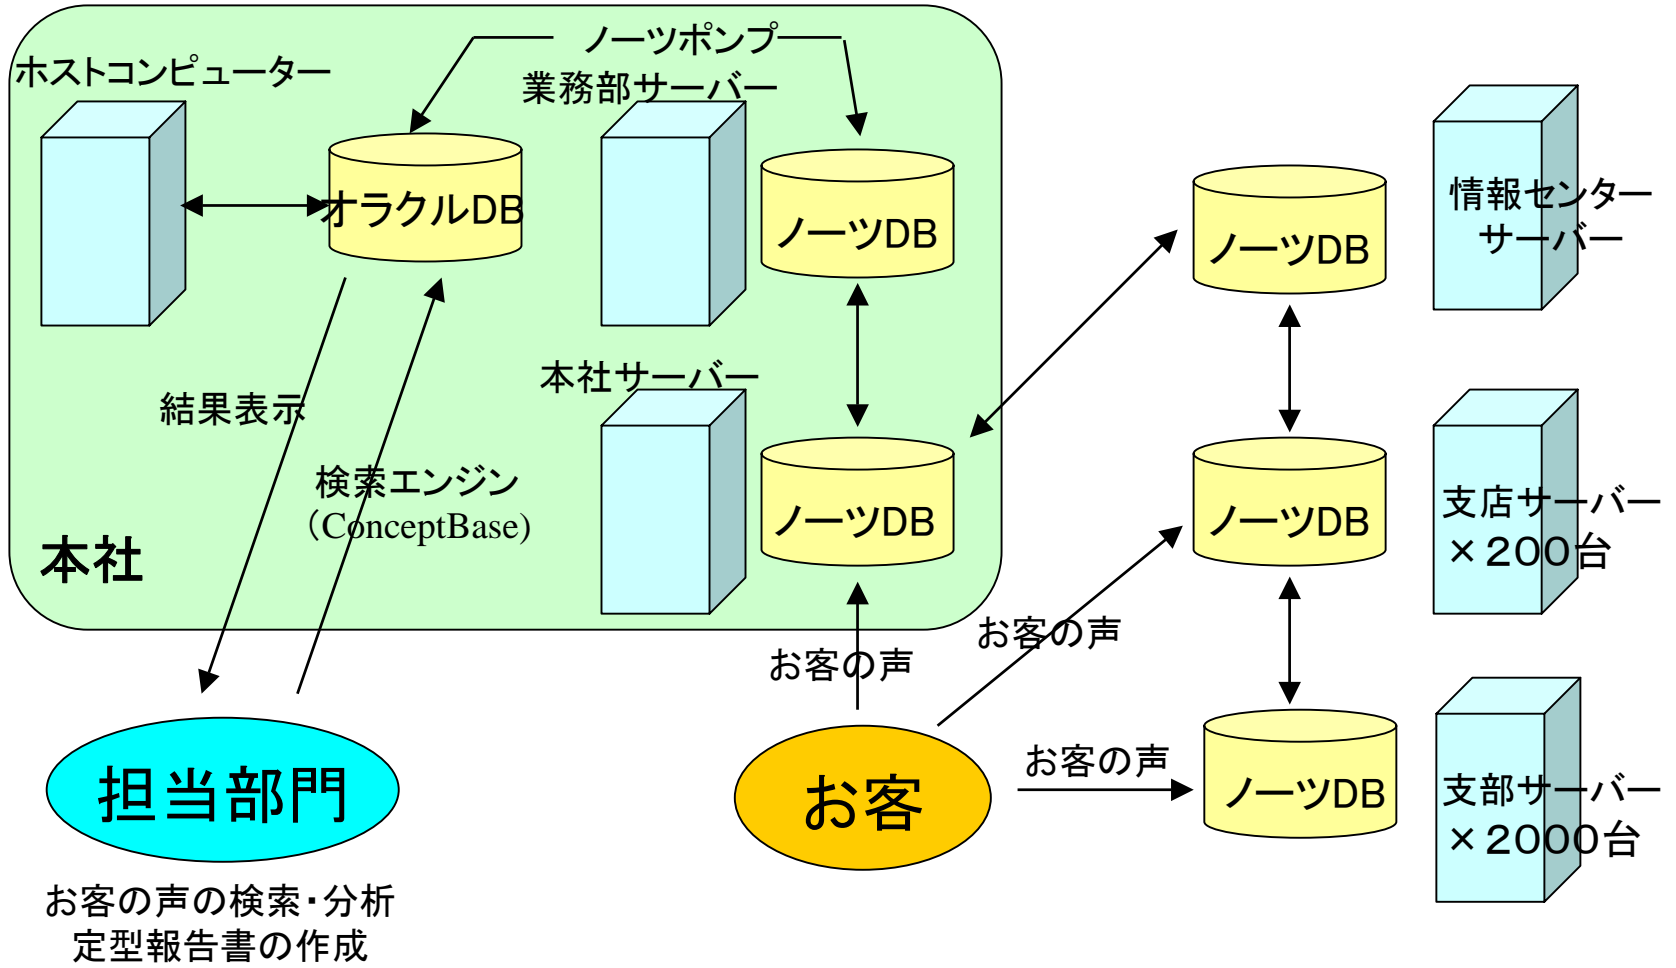 ノーツポンプ
ホストコンピューター
業務部サーバー
オラクルDB
ノーツDB
ノーツDB
情報センター
サーバー
本社サーバー
結果表示
検索エンジン
（ConceptBase)
ノーツDB
ノーツDB
支店サーバー
×２００台
本社
お客の声
お客の声
お客の声
担当部門
お客
ノーツDB
支部サーバー
×２０００台
お客の声の検索・分析
定型報告書の作成